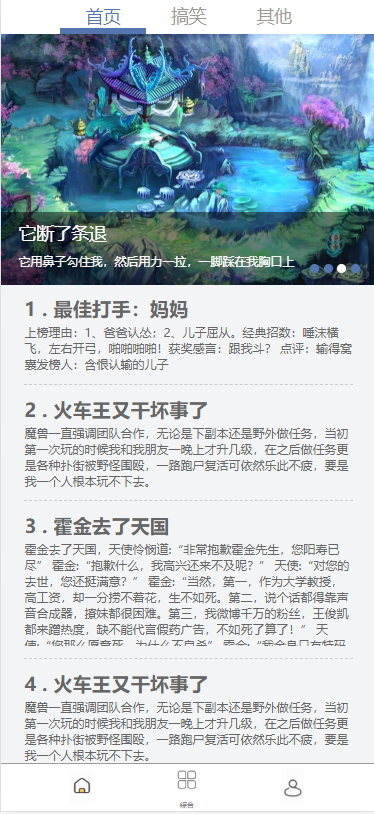 首页 搞笑 其他
它断了条退
它用鼻子勾住我，然后用力一拉，一脚踩在我胸口上
1 . 最佳打手：妈妈
上榜理由：1、爸爸认怂；2、儿子屈从。经典招数：唾沫横
飞，左右开弓，啪啪啪啪！获奖感言：跟我斗？ 点评：输得窝
囊发榜人：含恨认输的儿子
2 . 火车王又干坏事了
魔兽一直强调团队合作，无论是下副本还是野外做任务，当初
第一次玩的时候我和我朋友一晚上才升几级，在之后做任务更
是各种扑街被野怪围殴，一路跑尸复活可依然乐此不疲，要是
我一个人根本玩不下去。
3 . 霍金去了天国
霍金去了天国，天使怜悯道:“非常抱歉霍金先生，您阳寿已
尽” 霍金:“抱歉什么，我高兴还来不及呢？” 天使:“对您的
去世，您还挺满意？” 霍金:“当然，第一，作为大学教授，
高工资，却一分捞不着花，生不如死。第二，说个话都得靠声
音合成器，撩妹都很困难。第三，我微博千万的粉丝，王俊凯
都来蹭热度，缺不能代言假药广告，不如死了算了！” 天
使:“您那么愿意死，为什么不自杀” 霍金:“我全身只有特码
4 . 火车王又干坏事了
魔兽一直强调团队合作，无论是下副本还是野外做任务，当初
第一次玩的时候我和我朋友一晚上才升几级，在之后做任务更
是各种扑街被野怪围殴，一路跑尸复活可依然乐此不疲，要是
我一个人根本玩不下去。
综合